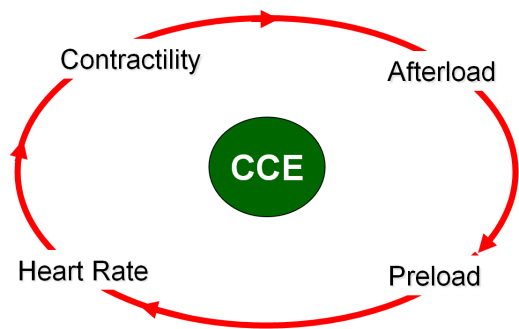 Contractility
Afterload
CCE
Heart Rate
Preload